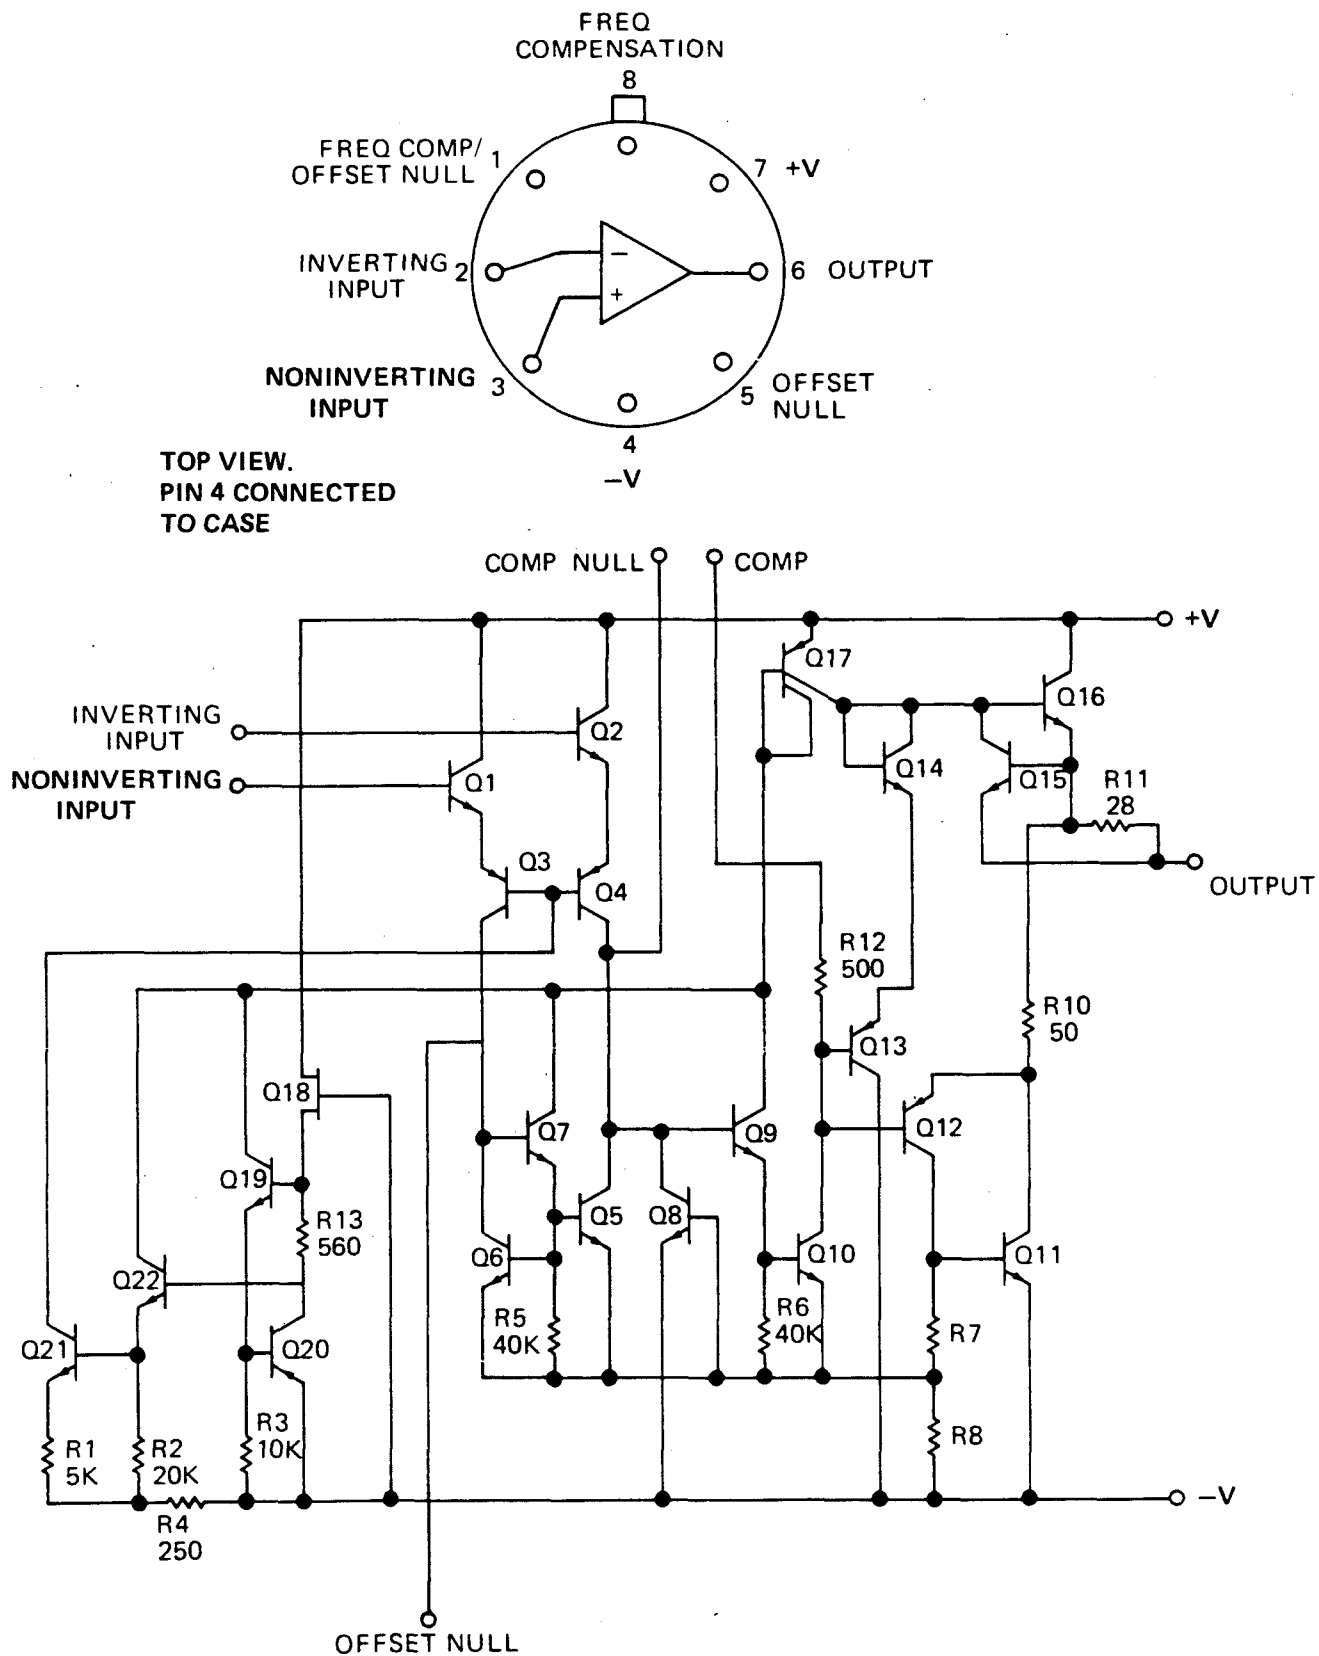 FREQ
COMPENSATION
8
FREQ COMP/
OFFSET NULL
1
7
+V
INVERTING
INPUT
2
−
+
6
OUTPUT
NONINVERTING
INPUT
3
5
OFFSET
NULL
4
−V
TOP VIEW.
PIN 4 CONNECTED
TO CASE
COMP NULL
COMP
+V
Q17
Q16
INVERTING
INPUT
Q2
NONINVERTING
INPUT
Q1
Q14
Q15
R11
28
Q3
Q4
OUTPUT
R12
500
R10
50
Q13
Q18
Q7
Q9
Q12
Q19
R13
560
Q5
Q8
Q6
Q10
Q11
Q22
R5
40K
R6
40K
R7
Q21
Q20
R1
5K
R2
20K
R3
10K
R8
R4
250
−V
OFFSET NULL